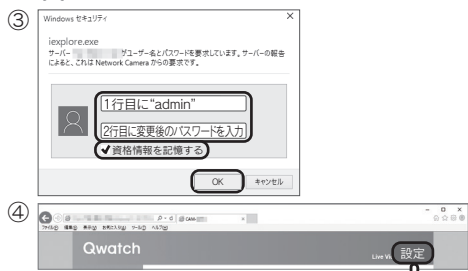 ③
Windows セキュリティ ×
iexplore.exe
サーバー がユーザー名とパスワードを要求しています。サーバーの報告
によると、これは Network Camera からの要求です。
1行目に“admin”
2行目に変更後のパスワードを入力
✔資格情報を記憶する
OK キャンセル
④
CAM
ファイル(F) 編集(E) 表示(V) お気に入り(A) ツール(T) ヘルプ(H)
Qwatch
Live Vi 設定